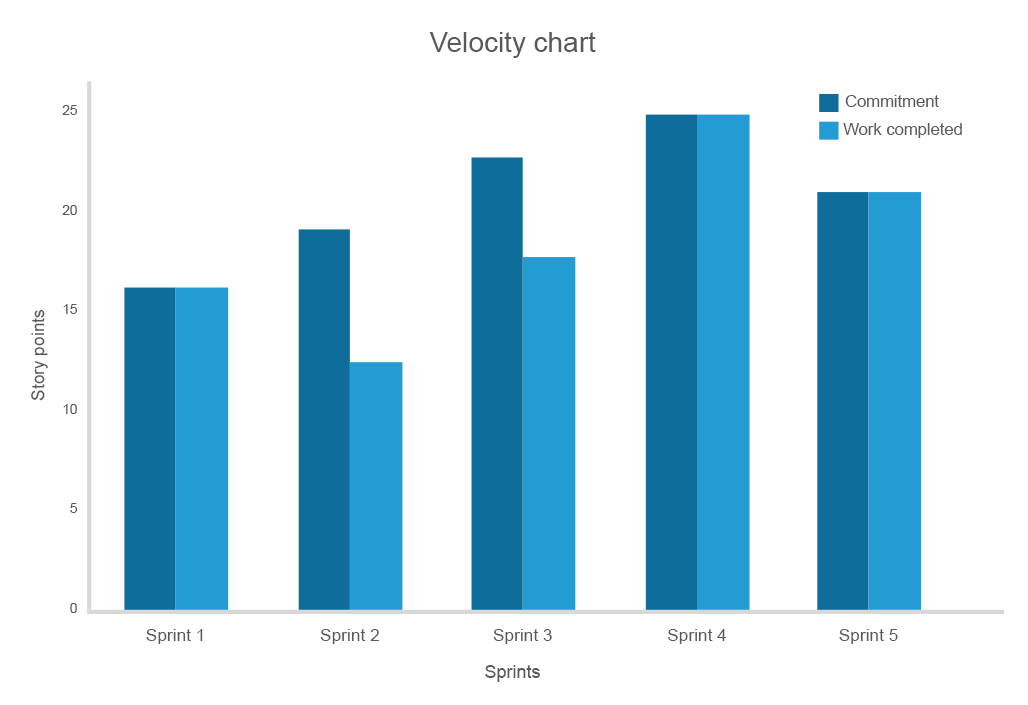 Velocity chart
Commitment
Work completed
25
20
15
10
5
0
Story points
Sprint 1
Sprint 2
Sprint 3
Sprint 4
Sprint 5
Sprints